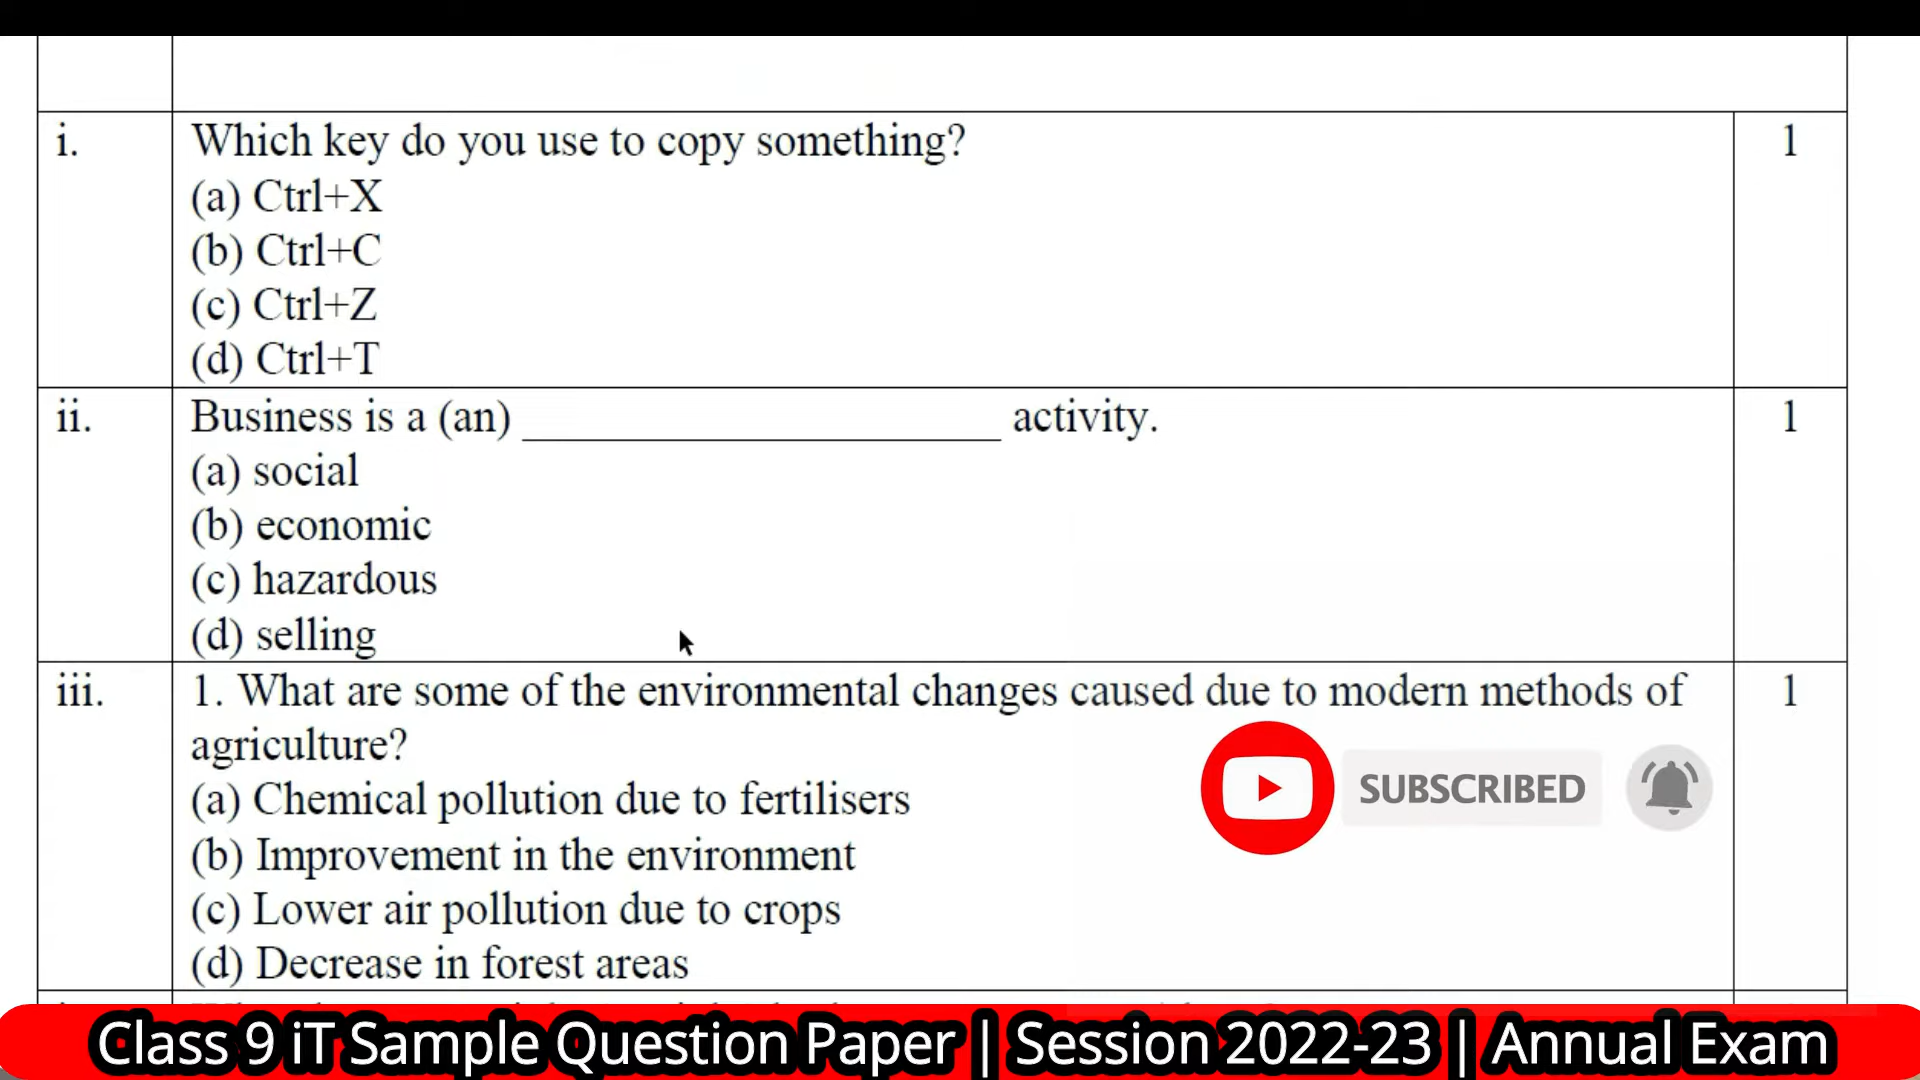 i.
Which key do you use to copy something?
1
(a) Ctrl+X
(b) Ctrl+C
(c) Ctrl+Z
(d) Ctrl+T
ii.
Business is a (an) ____________________ activity.
1
(a) social
(b) economic
(c) hazardous
(d) selling
iii.
1. What are some of the environmental changes caused due to modern methods of
1
agriculture?
(a) Chemical pollution due to fertilisers
(b) Improvement in the environment
(c) Lower air pollution due to crops
(d) Decrease in forest areas
SUBSCRIBED
Class 9 iT Sample Question Paper | Session 2022-23 | Annual Exam